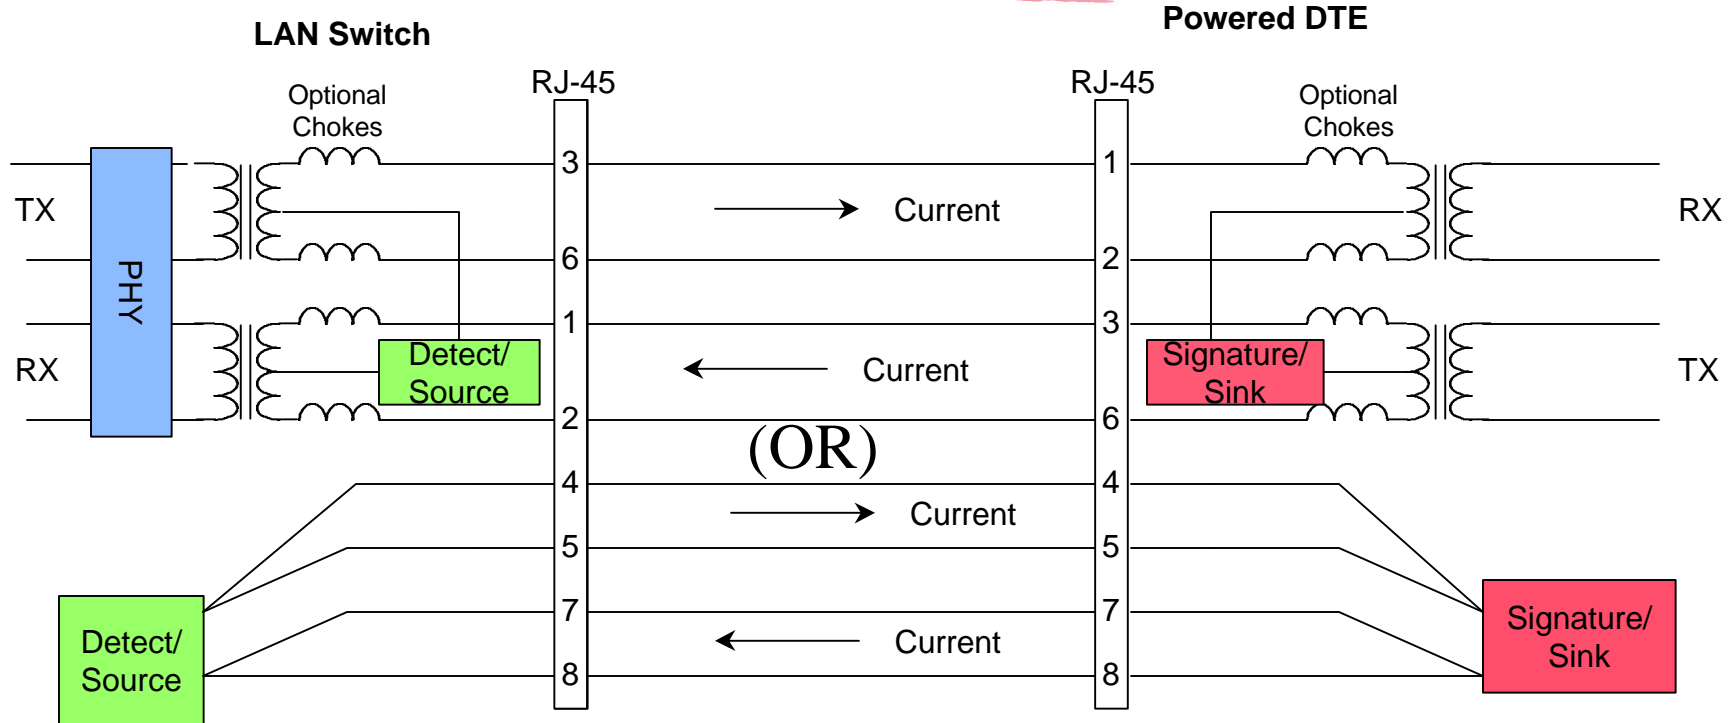 LAN Switch
Powered DTE
RJ-45
RJ-45
Optional
Chokes
Optional
Chokes
TX
PHY
3
1
Current
RX
6
2
1
3
RX
Detect/
Source
Current
Signature/
Sink
TX
2
6
(OR)
4
4
Current
5
5
7
7
Detect/
Source
Current
Signature/
Sink
8
8